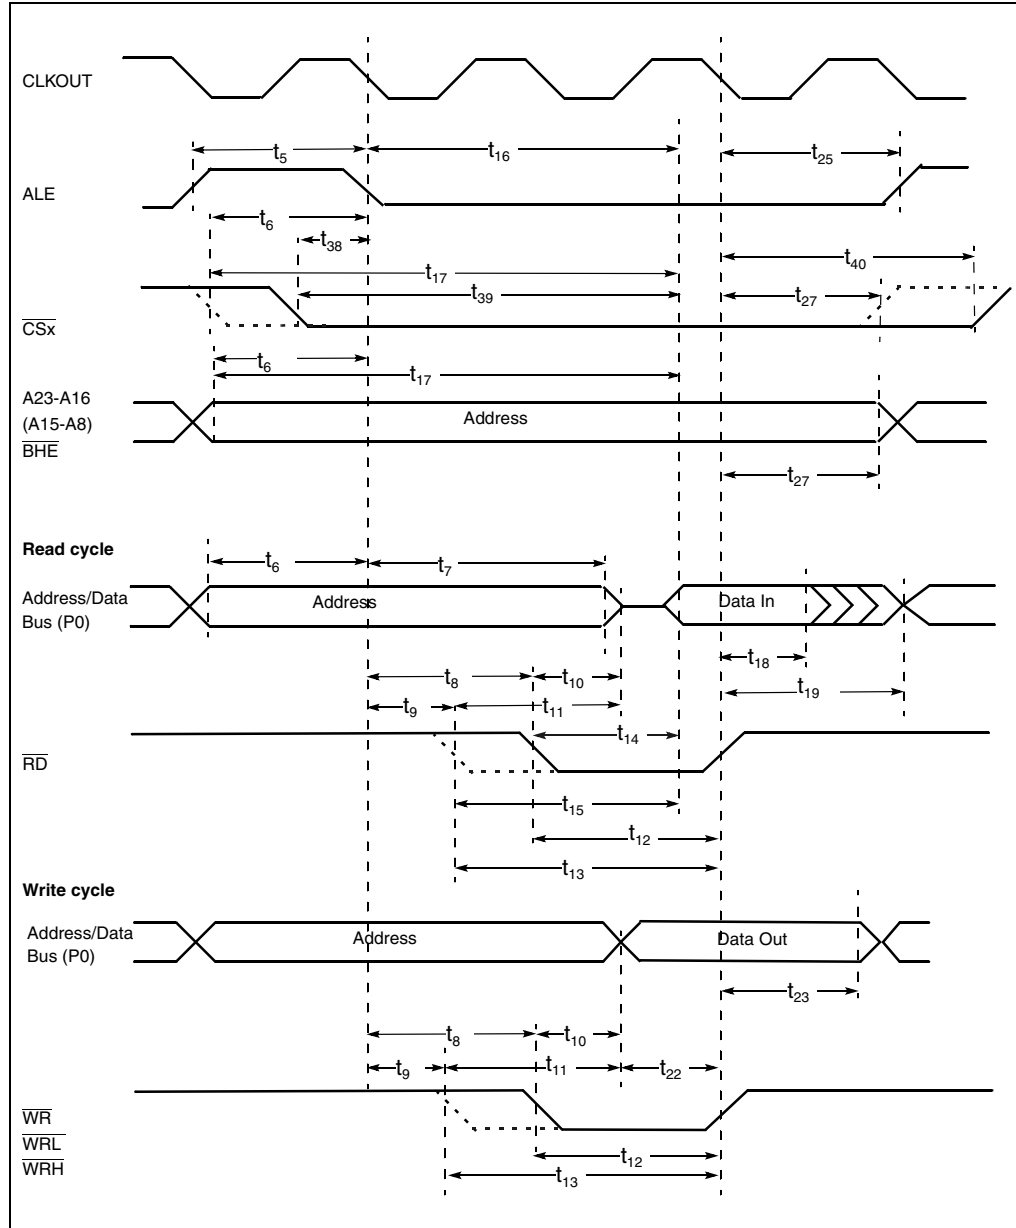 CLKOUT
t5
t16
t25
ALE
t6
t38
t40
t17
t39
t27
CSx
t6
t17
A23-A16
(A15-A8)
BHE
Address
t27
Read cycle
t6
t7
Address/Data
Bus (P0)
Address
Data In
t18
t8
t10
t19
t9
t11
t14
RD
t15
t12
t13
Write cycle
Address/Data
Bus (P0)
Address
Data Out
t23
t8
t10
t9
t11
t22
WR
WRL
WRH
t12
t13